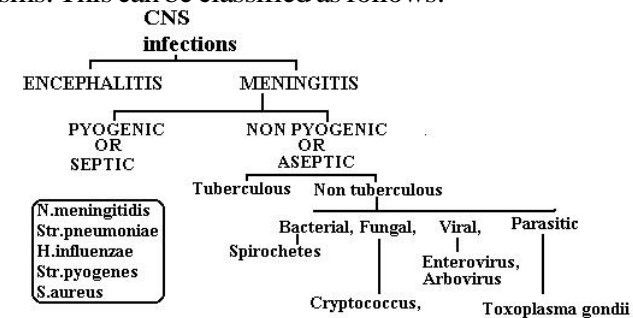 This can be classified as follows:
CNS
infections
ENCEPHALITIS MENINGITIS
PYOGENIC
OR
SEPTIC
NON PYOGENIC
OR
ASEPTIC
Tuberculous Non tuberculous
N.meningitidis
Str.pneumoniae
H.influenzae
Str.pyogenes
S.aureus
Bacterial, Fungal, Viral, Parasitic
Spirochetes
Enterovirus,
Arbovirus
Cryptococcus,
Toxoplasma gondii